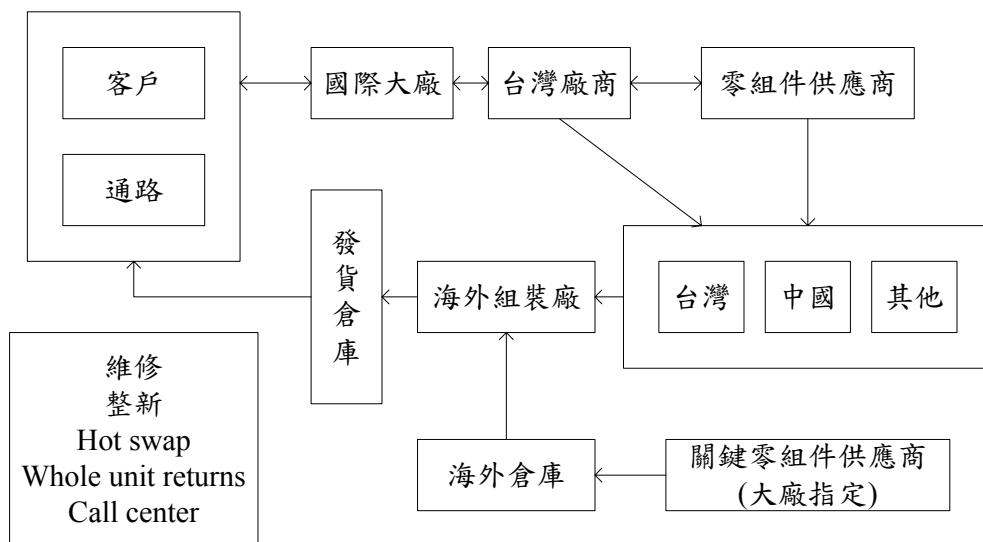 客戶
國際大廠
台灣廠商
零組件供應商
通路
發貨倉庫
海外組裝廠
台灣
中國
其他
維修
整新
Hot swap
Whole unit returns
Call center
海外倉庫
關鍵零組件供應商
(大廠指定)